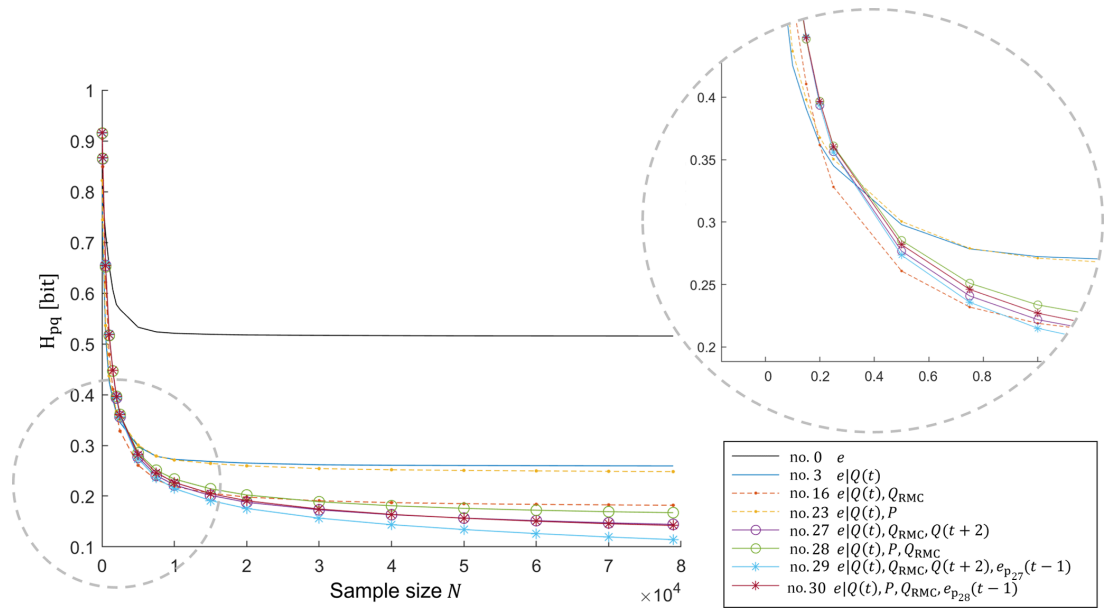 0.4
0.35
0.3
0.25
0.2
0 0.2 0.4 0.6 0.8
1
0.9
0.8
0.7
0.6
0.5
0.4
0.3
0.2
0.1
H_pq [bit]
0 1 2 3 4 5 6 7 8
Sample size N
×10⁴
no. 0 e
no. 3 e|Q(t)
no.16 e|Q(t), Q_RMC
no.23 e|Q(t), P
no.27 e|Q(t), Q_RMC, Q(t+2)
no.28 e|Q(t), P, Q_RMC
no.29 e|Q(t), Q_RMC, Q(t+2), e_p₂₇(t−1)
no.30 e|Q(t), P, Q_RMC, e_p₂₈(t−1)